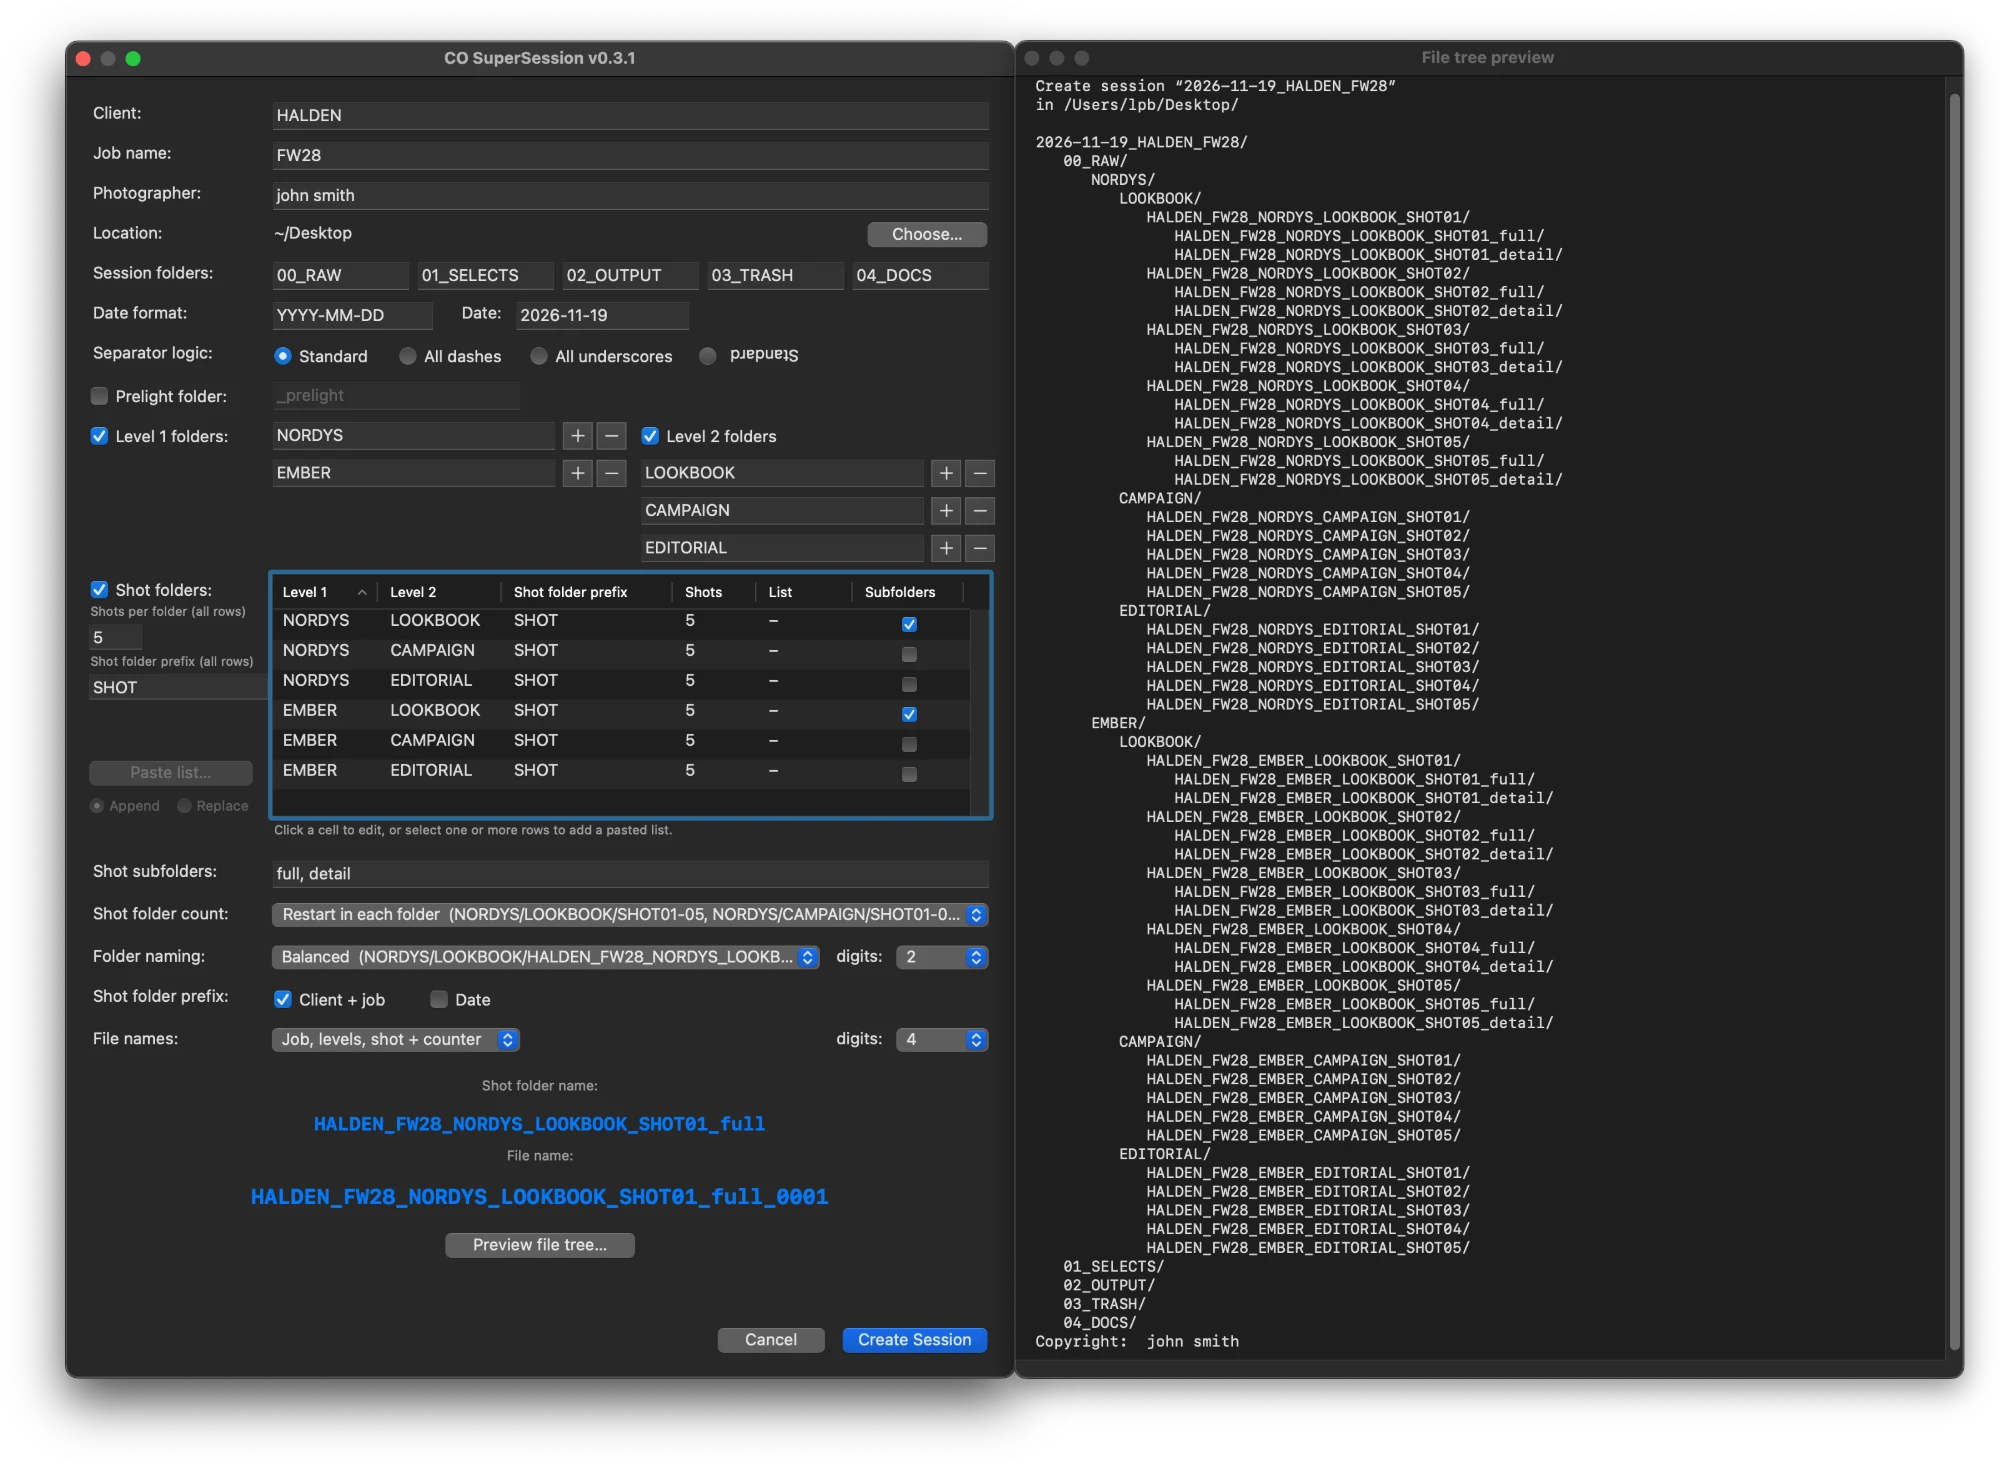 CO SuperSession v0.3.1
Client: HALDEN
Job name: FW28
Photographer: john smith
Location: ~/Desktop Choose...
Session folders: 00_RAW 01_SELECTS 02_OUTPUT 03_TRASH 04_DOCS
Date format: YYYY-MM-DD Date: 2026-11-19
Separator logic: Standard All dashes All underscores Standard
Prelight folder: _prelight
Level 1 folders: NORDYS + − Level 2 folders
EMBER + − LOOKBOOK + −
CAMPAIGN + −
EDITORIAL + −
Shot folders:
Shots per folder (all rows)
5
Shot folder prefix (all rows)
SHOT
Paste list...
Append Replace
Level 1 Level 2 Shot folder prefix Shots List Subfolders
NORDYS LOOKBOOK SHOT 5 –
NORDYS CAMPAIGN SHOT 5 –
NORDYS EDITORIAL SHOT 5 –
EMBER LOOKBOOK SHOT 5 –
EMBER CAMPAIGN SHOT 5 –
EMBER EDITORIAL SHOT 5 –
Click a cell to edit, or select one or more rows to add a pasted list.
Shot subfolders: full, detail
Shot folder count: Restart in each folder (NORDYS/LOOKBOOK/SHOT01-05, NORDYS/CAMPAIGN/SHOT01-0...
Folder naming: Balanced (NORDYS/LOOKBOOK/HALDEN_FW28_NORDYS_LOOKB... digits: 2
Shot folder prefix: Client + job Date
File names: Job, levels, shot + counter digits: 4
Shot folder name:
HALDEN_FW28_NORDYS_LOOKBOOK_SHOT01_full
File name:
HALDEN_FW28_NORDYS_LOOKBOOK_SHOT01_full_0001
Preview file tree...
Cancel Create Session
File tree preview
Create session “2026-11-19_HALDEN_FW28”
in /Users/lpb/Desktop/
2026-11-19_HALDEN_FW28/
00_RAW/
NORDYS/
LOOKBOOK/
HALDEN_FW28_NORDYS_LOOKBOOK_SHOT01/
HALDEN_FW28_NORDYS_LOOKBOOK_SHOT01_full/
HALDEN_FW28_NORDYS_LOOKBOOK_SHOT01_detail/
HALDEN_FW28_NORDYS_LOOKBOOK_SHOT02/
HALDEN_FW28_NORDYS_LOOKBOOK_SHOT02_full/
HALDEN_FW28_NORDYS_LOOKBOOK_SHOT02_detail/
HALDEN_FW28_NORDYS_LOOKBOOK_SHOT03/
HALDEN_FW28_NORDYS_LOOKBOOK_SHOT03_full/
HALDEN_FW28_NORDYS_LOOKBOOK_SHOT03_detail/
HALDEN_FW28_NORDYS_LOOKBOOK_SHOT04/
HALDEN_FW28_NORDYS_LOOKBOOK_SHOT04_full/
HALDEN_FW28_NORDYS_LOOKBOOK_SHOT04_detail/
HALDEN_FW28_NORDYS_LOOKBOOK_SHOT05/
HALDEN_FW28_NORDYS_LOOKBOOK_SHOT05_full/
HALDEN_FW28_NORDYS_LOOKBOOK_SHOT05_detail/
CAMPAIGN/
HALDEN_FW28_NORDYS_CAMPAIGN_SHOT01/
HALDEN_FW28_NORDYS_CAMPAIGN_SHOT02/
HALDEN_FW28_NORDYS_CAMPAIGN_SHOT03/
HALDEN_FW28_NORDYS_CAMPAIGN_SHOT04/
HALDEN_FW28_NORDYS_CAMPAIGN_SHOT05/
EDITORIAL/
HALDEN_FW28_NORDYS_EDITORIAL_SHOT01/
HALDEN_FW28_NORDYS_EDITORIAL_SHOT02/
HALDEN_FW28_NORDYS_EDITORIAL_SHOT03/
HALDEN_FW28_NORDYS_EDITORIAL_SHOT04/
HALDEN_FW28_NORDYS_EDITORIAL_SHOT05/
EMBER/
LOOKBOOK/
HALDEN_FW28_EMBER_LOOKBOOK_SHOT01/
HALDEN_FW28_EMBER_LOOKBOOK_SHOT01_full/
HALDEN_FW28_EMBER_LOOKBOOK_SHOT01_detail/
HALDEN_FW28_EMBER_LOOKBOOK_SHOT02/
HALDEN_FW28_EMBER_LOOKBOOK_SHOT02_full/
HALDEN_FW28_EMBER_LOOKBOOK_SHOT02_detail/
HALDEN_FW28_EMBER_LOOKBOOK_SHOT03/
HALDEN_FW28_EMBER_LOOKBOOK_SHOT03_full/
HALDEN_FW28_EMBER_LOOKBOOK_SHOT03_detail/
HALDEN_FW28_EMBER_LOOKBOOK_SHOT04/
HALDEN_FW28_EMBER_LOOKBOOK_SHOT04_full/
HALDEN_FW28_EMBER_LOOKBOOK_SHOT04_detail/
HALDEN_FW28_EMBER_LOOKBOOK_SHOT05/
HALDEN_FW28_EMBER_LOOKBOOK_SHOT05_full/
HALDEN_FW28_EMBER_LOOKBOOK_SHOT05_detail/
CAMPAIGN/
HALDEN_FW28_EMBER_CAMPAIGN_SHOT01/
HALDEN_FW28_EMBER_CAMPAIGN_SHOT02/
HALDEN_FW28_EMBER_CAMPAIGN_SHOT03/
HALDEN_FW28_EMBER_CAMPAIGN_SHOT04/
HALDEN_FW28_EMBER_CAMPAIGN_SHOT05/
EDITORIAL/
HALDEN_FW28_EMBER_EDITORIAL_SHOT01/
HALDEN_FW28_EMBER_EDITORIAL_SHOT02/
HALDEN_FW28_EMBER_EDITORIAL_SHOT03/
HALDEN_FW28_EMBER_EDITORIAL_SHOT04/
HALDEN_FW28_EMBER_EDITORIAL_SHOT05/
01_SELECTS/
02_OUTPUT/
03_TRASH/
04_DOCS/
Copyright: john smith